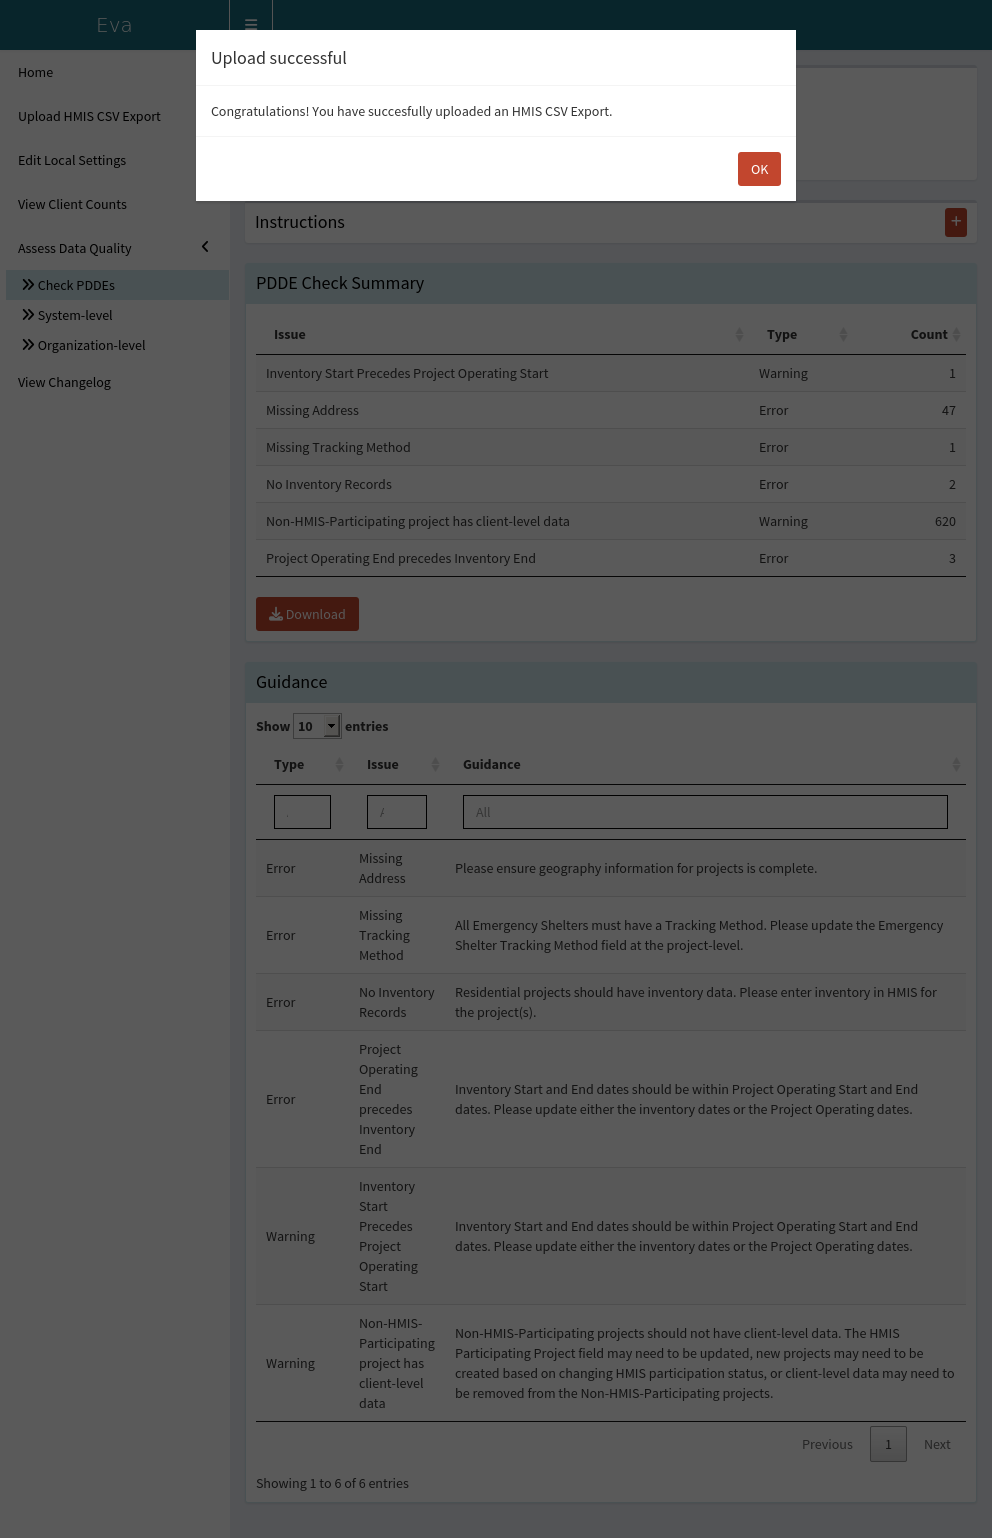 Eva
Upload successful
Congratulations! You have succesfully uploaded an HMIS CSV Export.
OK
Home
Upload HMIS CSV Export
Edit Local Settings
View Client Counts
Assess Data Quality
Check PDDEs
System-level
Organization-level
View Changelog
Instructions
+
PDDE Check Summary
Issue Type Count
Inventory Start Precedes Project Operating Start Warning 1
Missing Address Error 47
Missing Tracking Method Error 1
No Inventory Records Error 2
Non-HMIS-Participating project has client-level data Warning 620
Project Operating End precedes Inventory End Error 3
Download
Guidance
Show 10 entries
Type Issue Guidance
All
Error
Missing
Address
Please ensure geography information for projects is complete.
Error
Missing
Tracking
Method
All Emergency Shelters must have a Tracking Method. Please update the Emergency
Shelter Tracking Method field at the project-level.
Error
No Inventory
Records
Residential projects should have inventory data. Please enter inventory in HMIS for
the project(s).
Error
Project
Operating
End
precedes
Inventory
End
Inventory Start and End dates should be within Project Operating Start and End
dates. Please update either the inventory dates or the Project Operating dates.
Warning
Inventory
Start
Precedes
Project
Operating
Start
Inventory Start and End dates should be within Project Operating Start and End
dates. Please update either the inventory dates or the Project Operating dates.
Warning
Non-HMIS-
Participating
project has
client-level
data
Non-HMIS-Participating projects should not have client-level data. The HMIS
Participating Project field may need to be updated, new projects may need to be
created based on changing HMIS participation status, or client-level data may need to
be removed from the Non-HMIS-Participating projects.
Previous 1 Next
Showing 1 to 6 of 6 entries